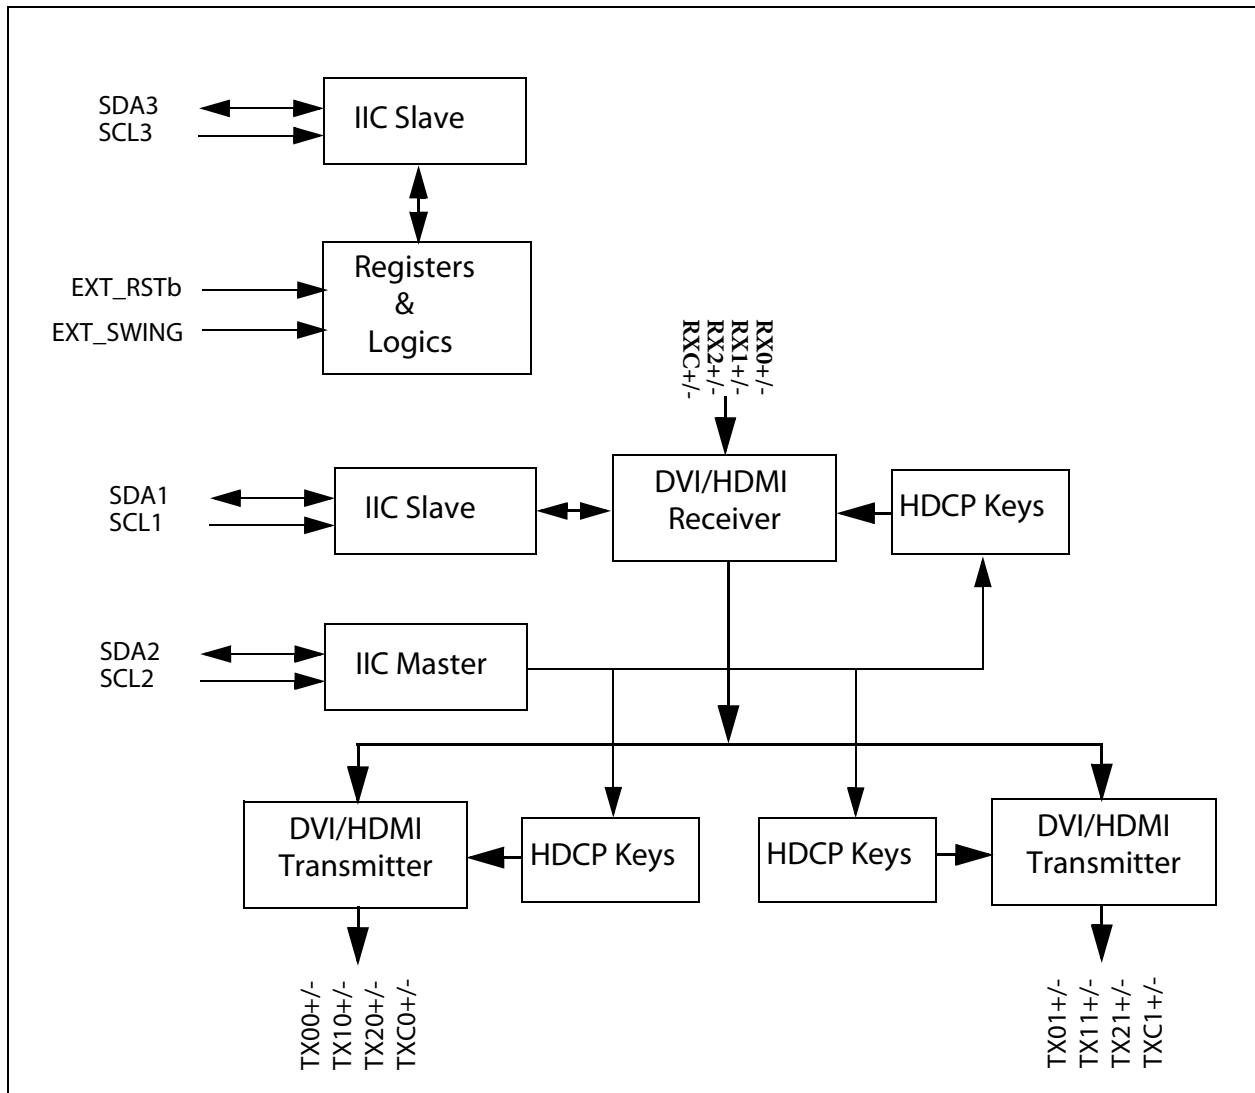 SDA3
SCL3
IIC Slave
EXT_RSTb
EXT_SWING
Registers
&
Logics
RX0+/-
RX1+/-
RX2+/-
RXC+/-
SDA1
SCL1
IIC Slave
DVI/HDMI
Receiver
HDCP Keys
SDA2
SCL2
IIC Master
DVI/HDMI
Transmitter
HDCP Keys
HDCP Keys
DVI/HDMI
Transmitter
TX00+/-
TX10+/-
TX20+/-
TXC0+/-
TX01+/-
TX11+/-
TX21+/-
TXC1+/-